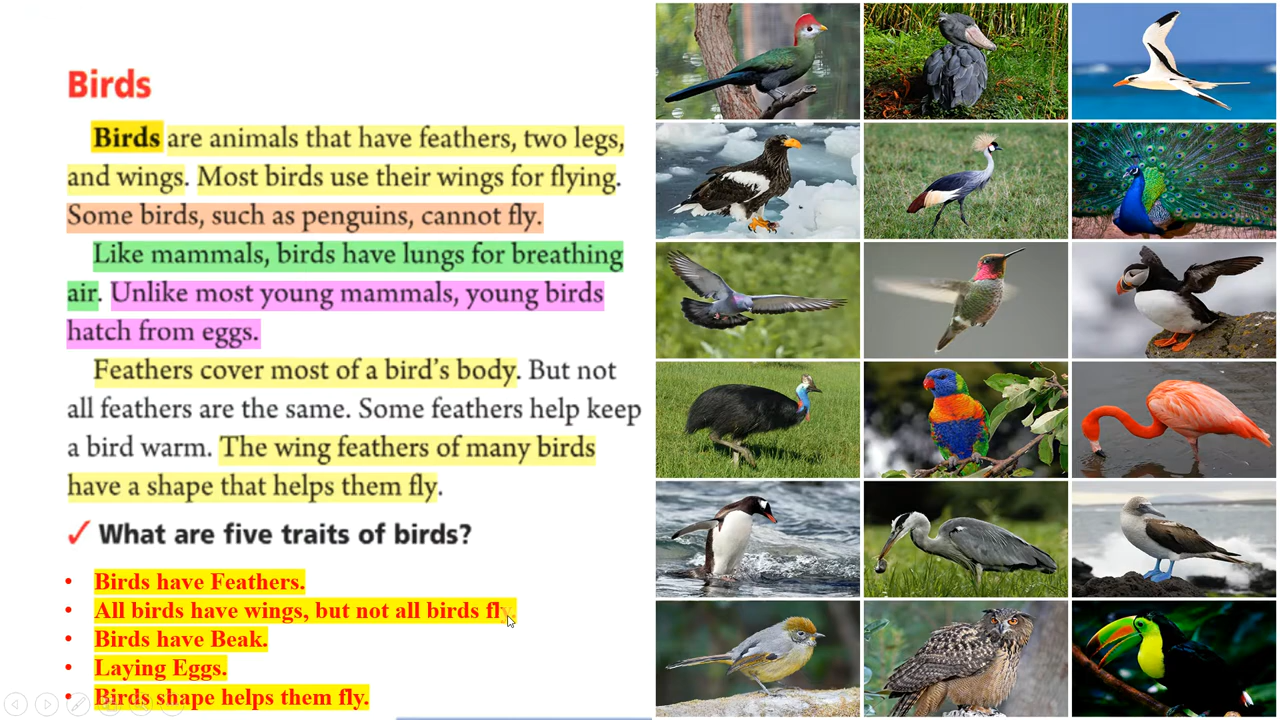 Birds
Birds are animals that have feathers, two legs,
and wings. Most birds use their wings for flying.
Some birds, such as penguins, cannot fly.
Like mammals, birds have lungs for breathing
air. Unlike most young mammals, young birds
hatch from eggs.
Feathers cover most of a bird's body. But not
all feathers are the same. Some feathers help keep
a bird warm. The wing feathers of many birds
have a shape that helps them fly.
✓ What are five traits of birds?
• Birds have Feathers.
• All birds have wings, but not all birds fly.
• Birds have Beak.
• Laying Eggs.
• Birds shape helps them fly.